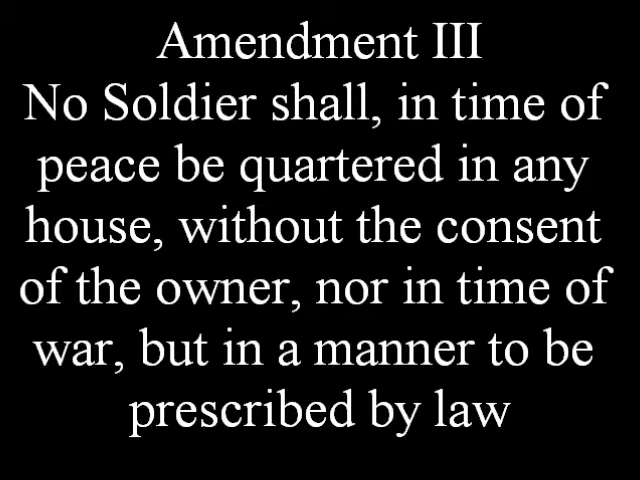 Amendment III
No Soldier shall, in time of
peace be quartered in any
house, without the consent
of the owner, nor in time of
war, but in a manner to be
prescribed by law